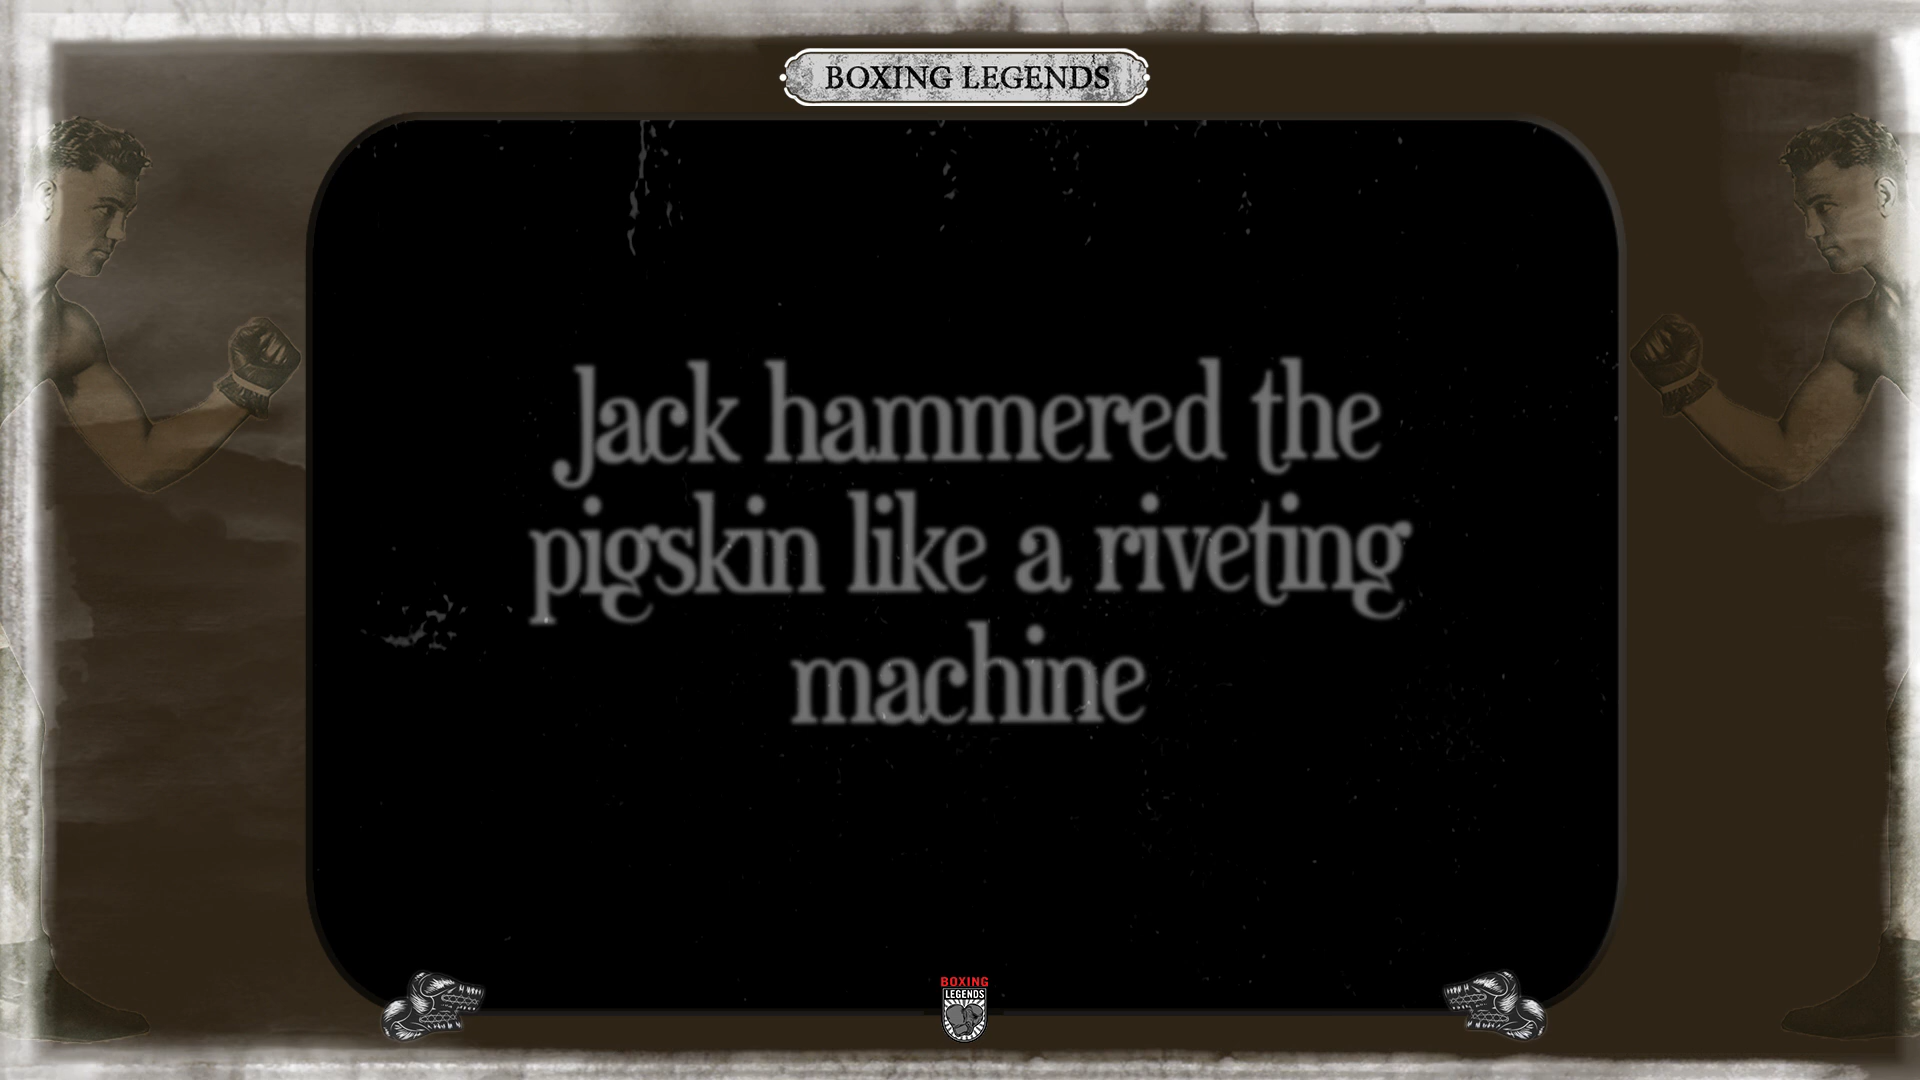 BOXING LEGENDS
Jack hammered the
pigskin like a riveting
machine
BOXING
LEGENDS